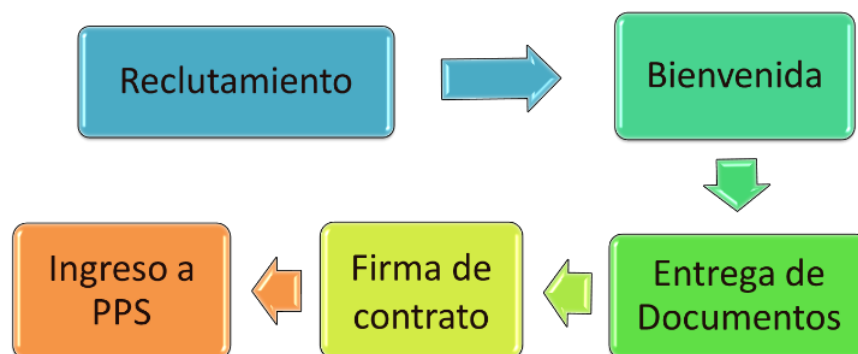 Reclutamiento
Bienvenida
Entrega de
Documentos
Firma de
contrato
Ingreso a
PPS